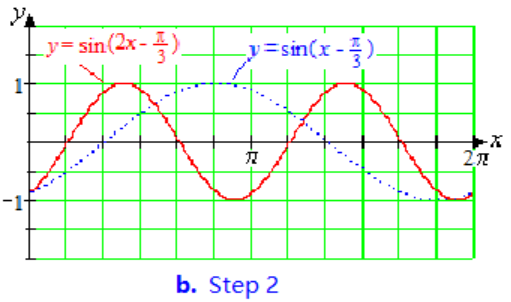 y
y = sin(2x - π/3)
y = sin(x - π/3)
1
x
π
2π
-1
b. Step 2